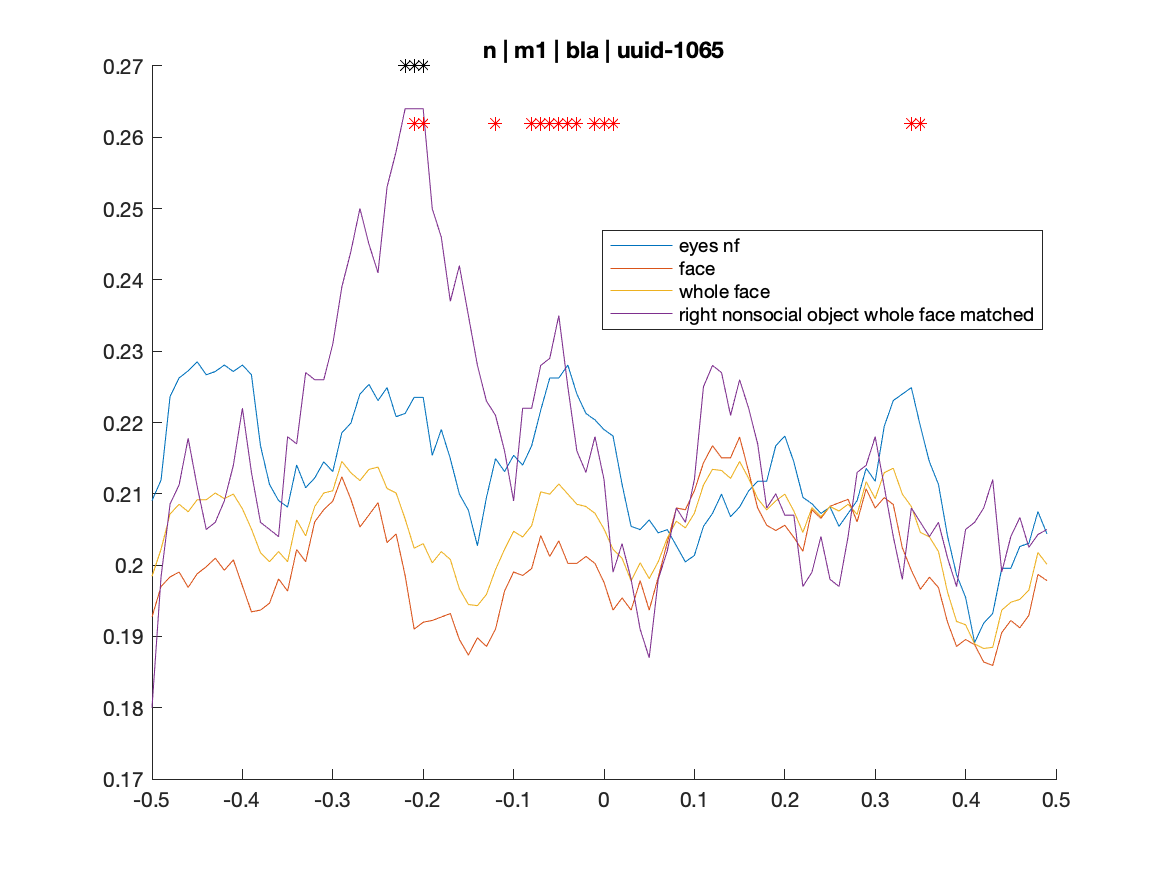 n | m1 | bla | uuid-1065
0.27
0.26
0.25
0.24
0.23
0.22
0.21
0.2
0.19
0.18
0.17
eyes nf
face
whole face
right nonsocial object whole face matched
-0.5 -0.4 -0.3 -0.2 -0.1 0 0.1 0.2 0.3 0.4 0.5